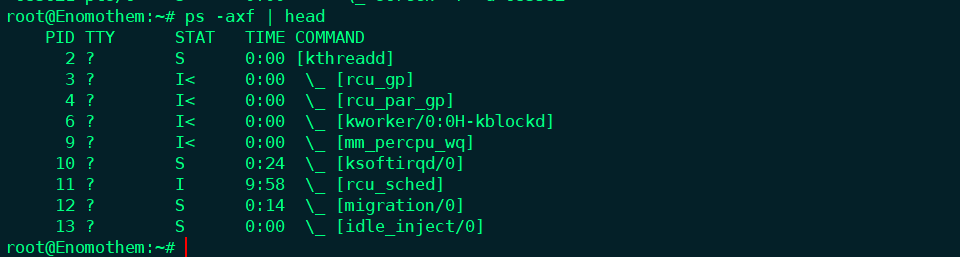 root@Enomothem:~# ps -axf | head
    PID TTY      STAT   TIME COMMAND
      2 ?        S      0:00 [kthreadd]
      3 ?        I<     0:00  \_ [rcu_gp]
      4 ?        I<     0:00  \_ [rcu_par_gp]
      6 ?        I<     0:00  \_ [kworker/0:0H-kblockd]
      9 ?        I<     0:00  \_ [mm_percpu_wq]
     10 ?        S      0:24  \_ [ksoftirqd/0]
     11 ?        I      9:58  \_ [rcu_sched]
     12 ?        S      0:14  \_ [migration/0]
     13 ?        S      0:00  \_ [idle_inject/0]
root@Enomothem:~#